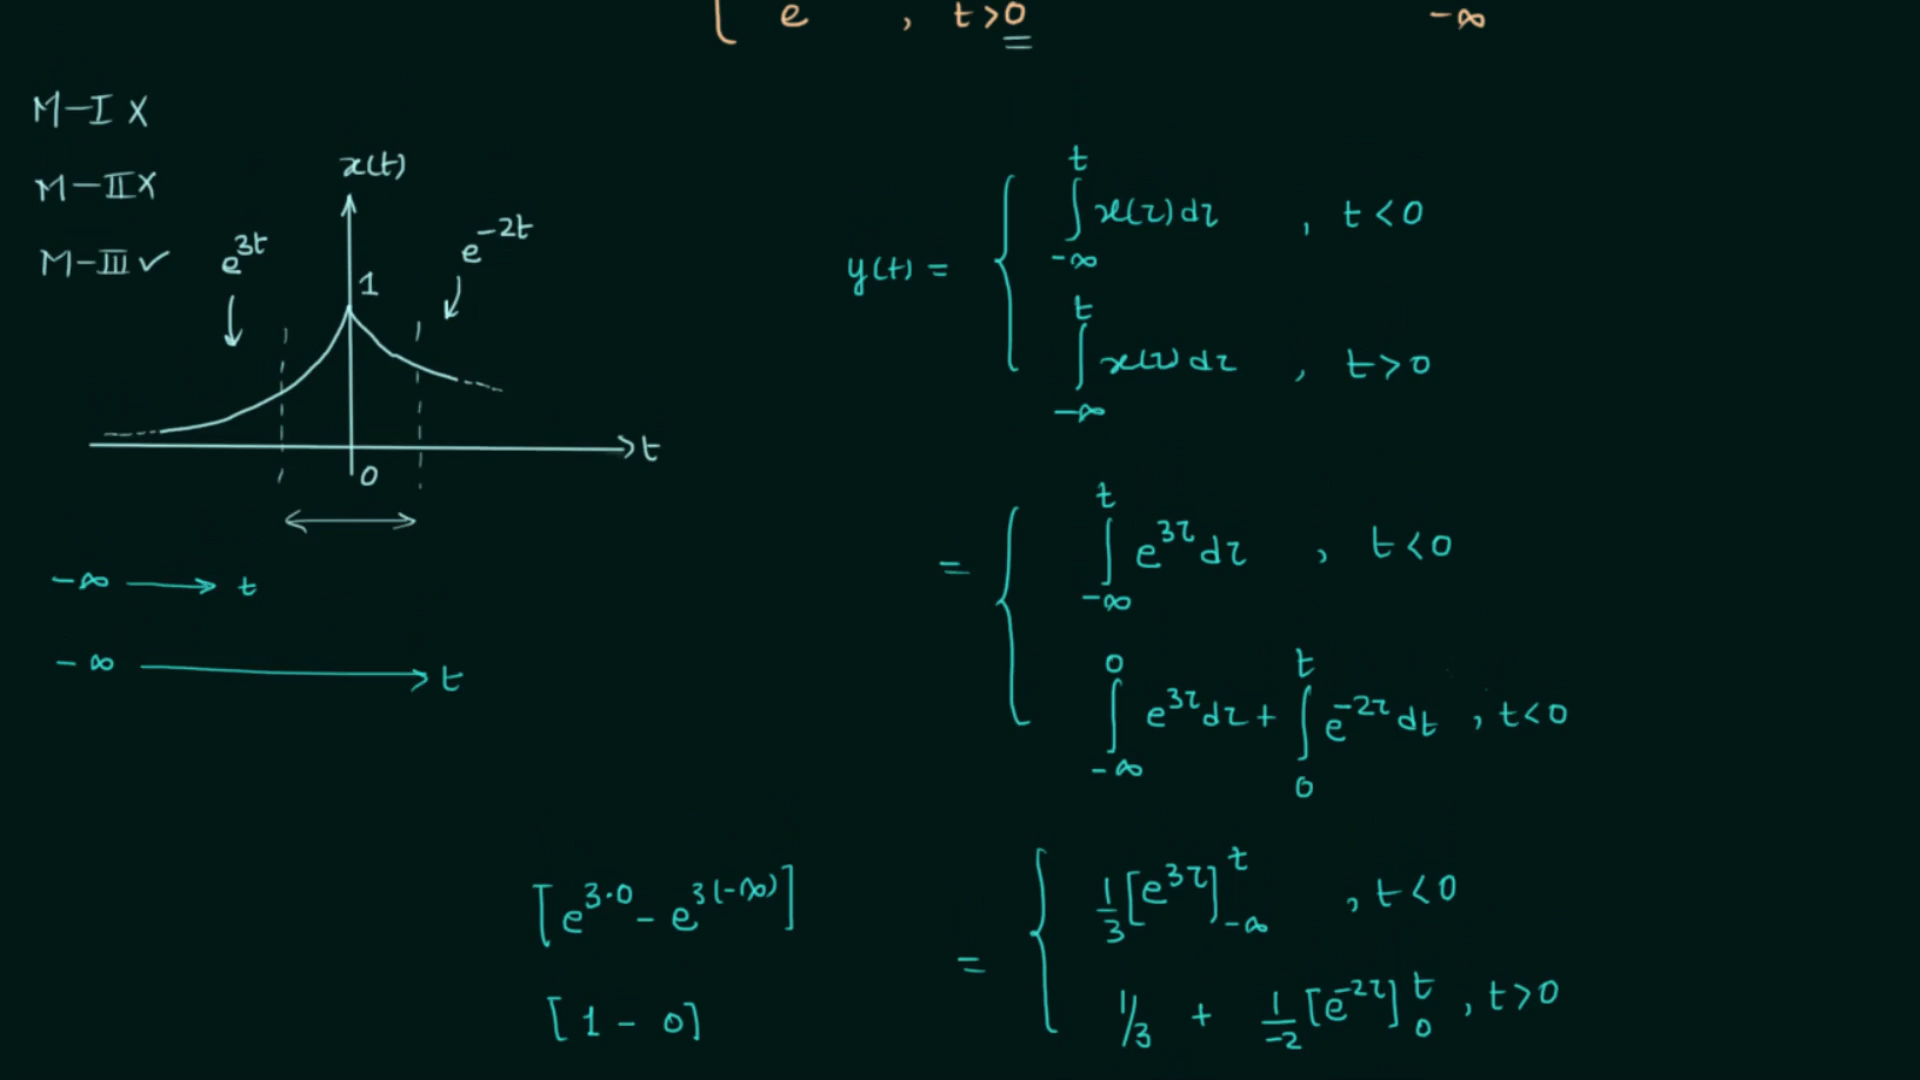 e , t>0
-∞
M-I X
M-II X
M-III ✓
x(t)
e^{3t}
e^{-2t}
1
t
0
-∞ ⟶ t
-∞ ⟶ t
y(t) = { ∫_{-∞}^{t} x(τ)dτ , t<0
∫_{-∞}^{t} x(τ)dτ , t>0
= { ∫_{-∞}^{t} e^{3τ}dτ , t<0
∫_{-∞}^{0} e^{3τ}dτ + ∫_{0}^{t} e^{-2τ}dt , t<0
[e^{3·0} - e^{3(-∞)}]
[1 - 0]
= { 1/3 [e^{3τ}]_{-∞}^{t} , t<0
1/3 + 1/-2 [e^{-2τ}]_{0}^{t} , t>0